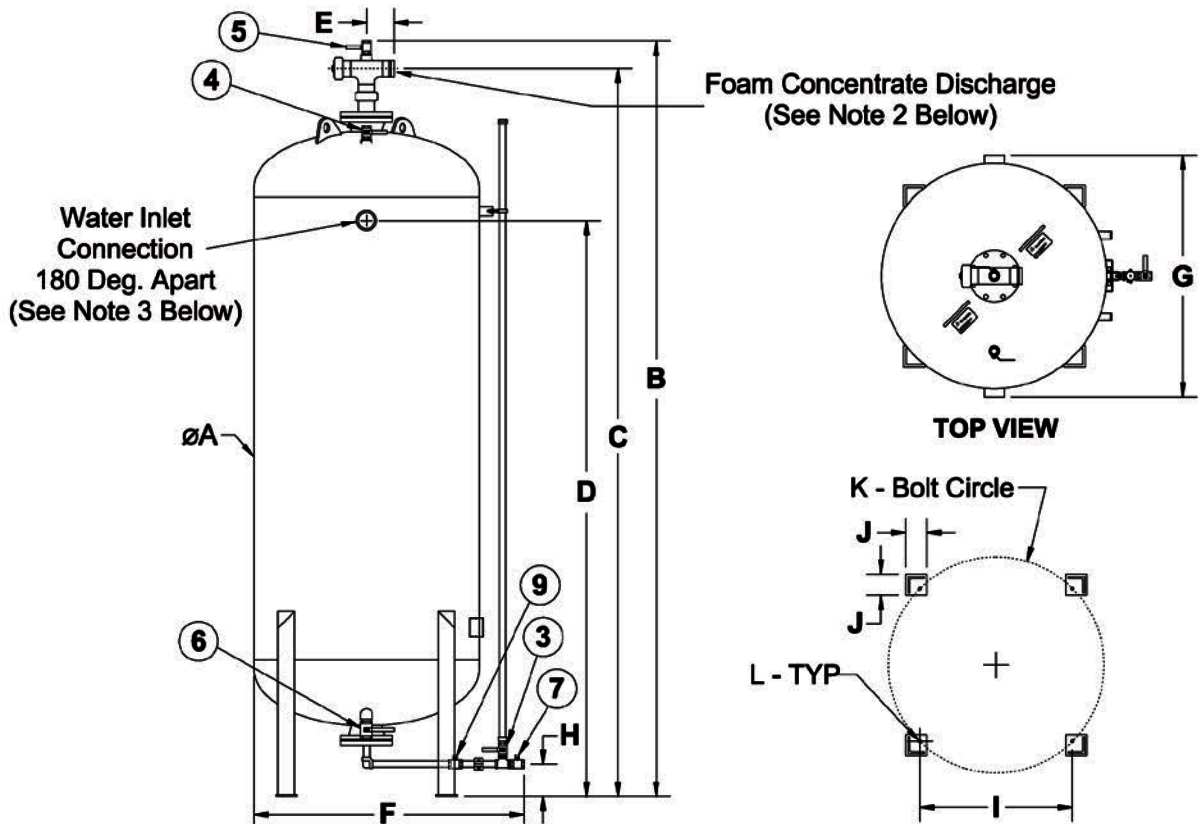 E
5
4
Foam Concentrate Discharge
(See Note 2 Below)
Water Inlet
Connection
180 Deg. Apart
(See Note 3 Below)
G
B
TOP VIEW
C
øA
D
K - Bolt Circle
J
9
J
6
3
L - TYP
7
H
I
F